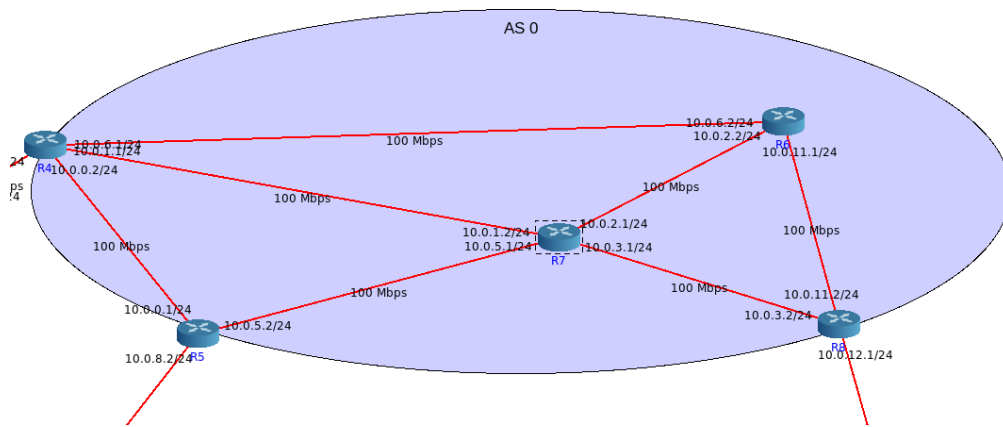 AS 0
10.0.6.2/24
10.0.2.2/24
R6
10.0.11.1/24
100 Mbps
10.0.6.1/24
10.0.1.1/24
/24
R4
10.0.0.2/24
100 Mbps
100 Mbps
10.0.2.1/24
10.0.1.2/24
10.0.5.1/24
10.0.3.1/24
R7
100 Mbps
100 Mbps
100 Mbps
100 Mbps
10.0.11.2/24
10.0.0.1/24
10.0.3.2/24
10.0.5.2/24
R5
R8
10.0.8.2/24
10.0.12.1/24